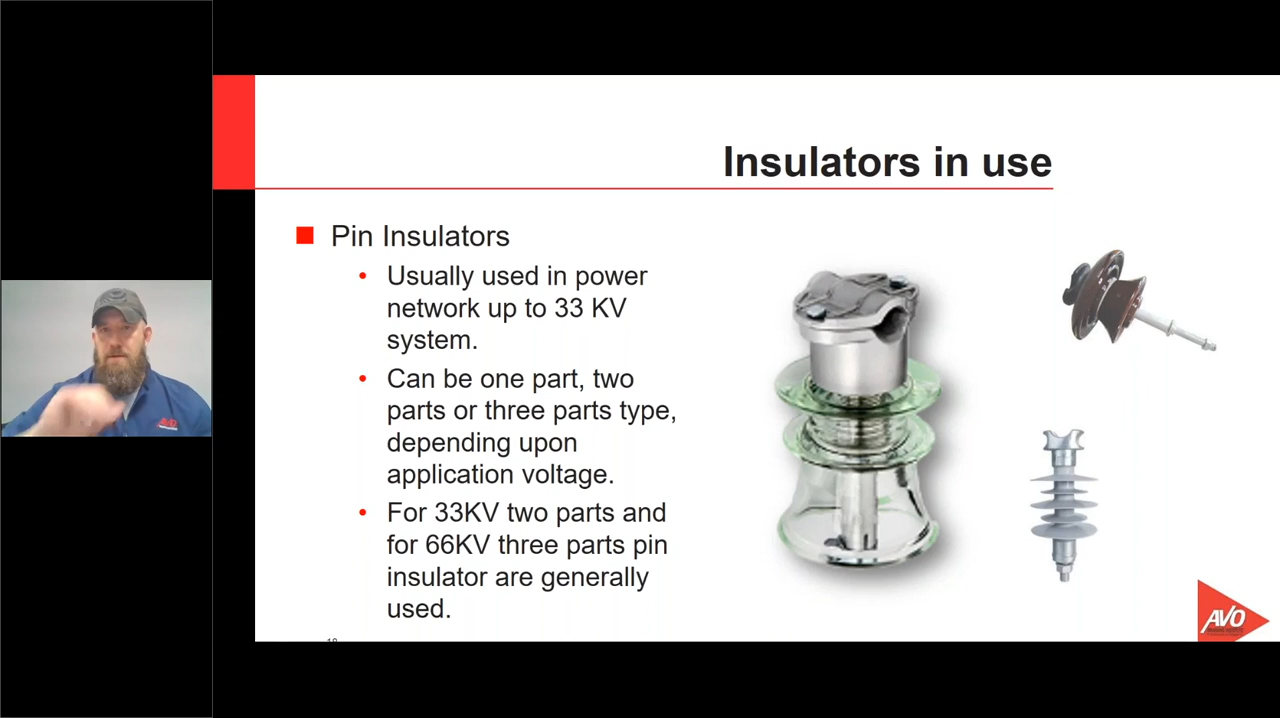 Insulators in use
Pin Insulators
Usually used in power
network up to 33 KV
system.
Can be one part, two
parts or three parts type,
depending upon
application voltage.
For 33KV two parts and
for 66KV three parts pin
insulator are generally
used.
AVO
AVO